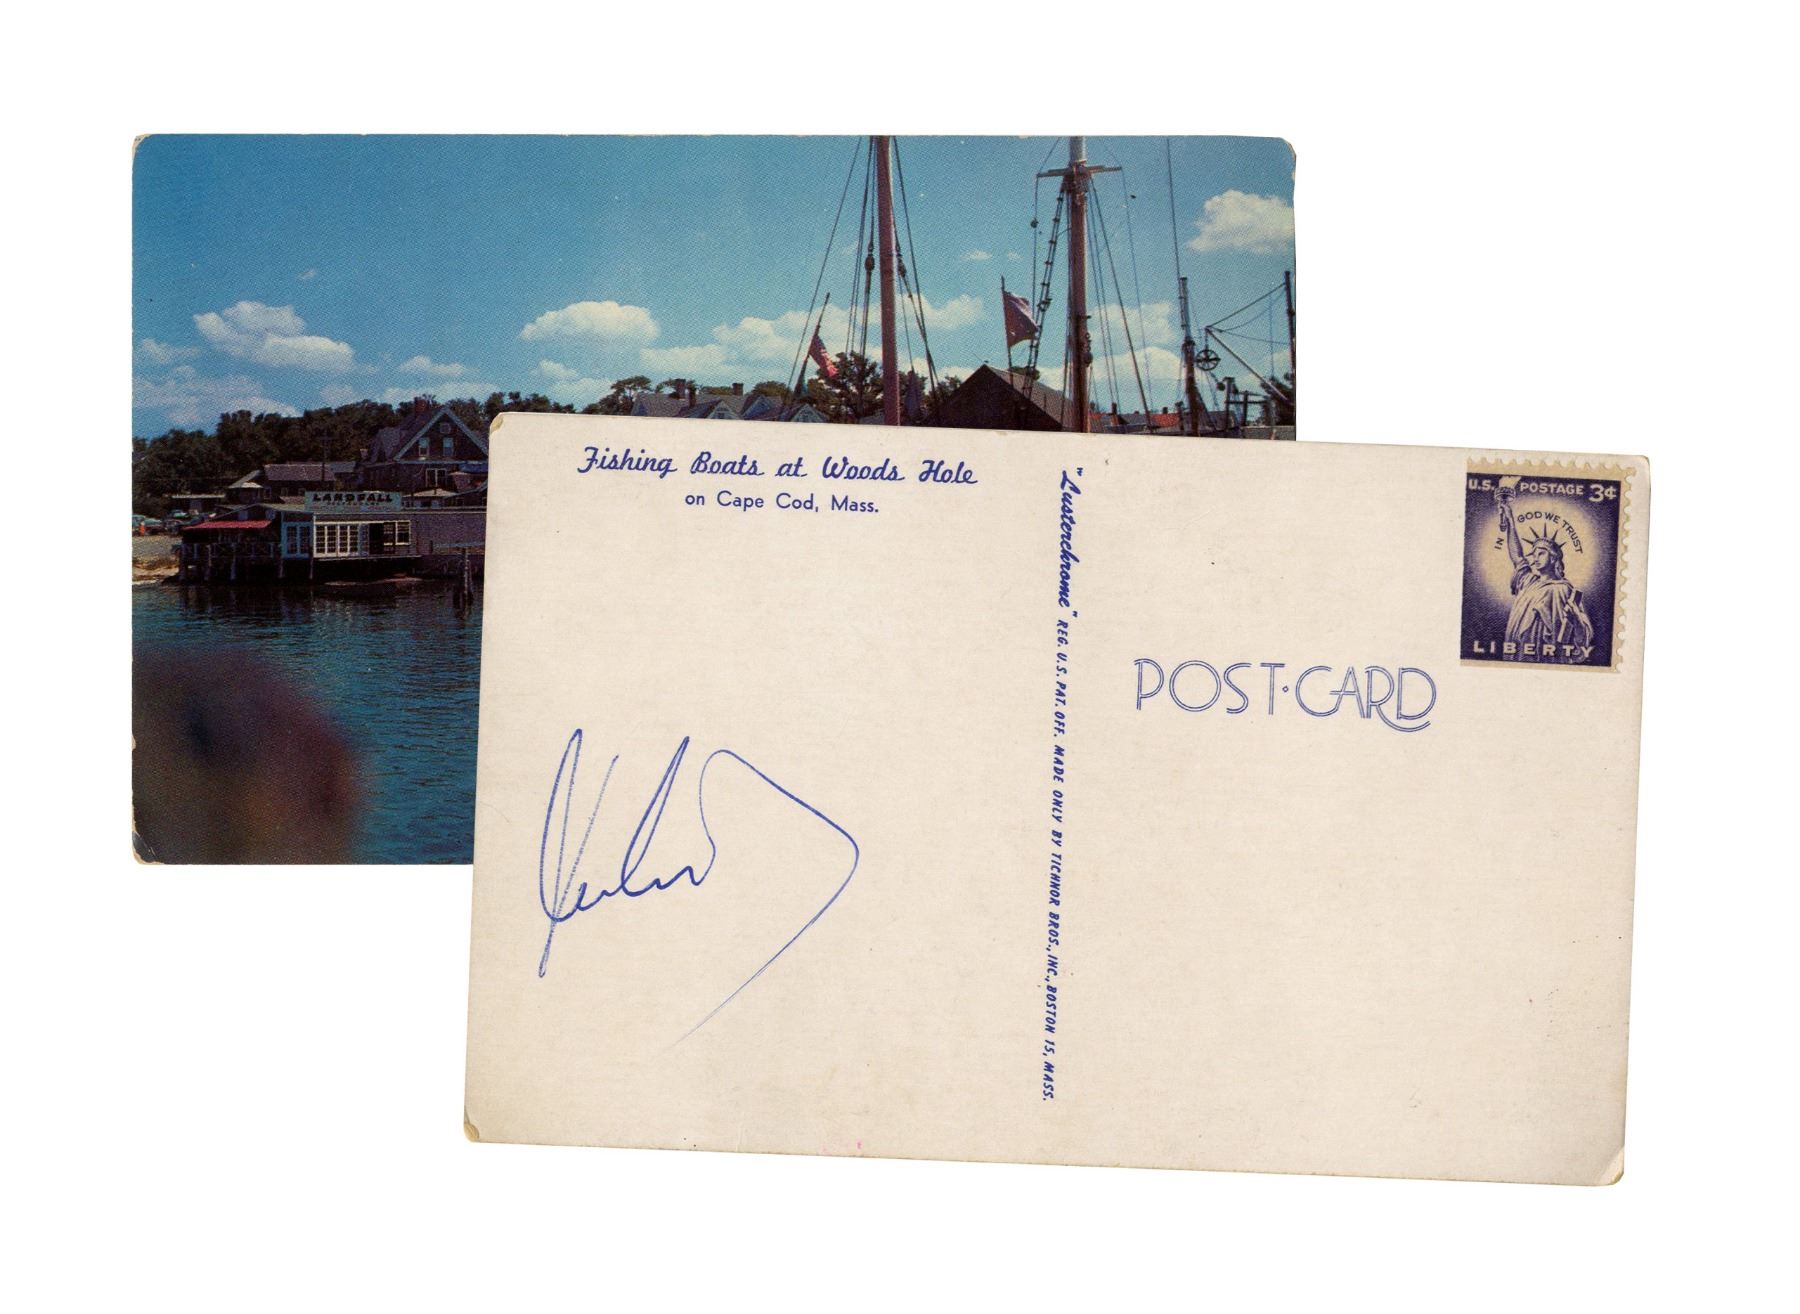 LANDFALL
Fishing Boats at Woods Hole
on Cape Cod, Mass.
"Lusterchrome" REG. U.S. PAT. OFF. MADE ONLY BY TICHNOR BROS., INC., BOSTON 15, MASS.
U.S. POSTAGE 3¢
IN GOD WE TRUST
LIBERTY
POST·CARD